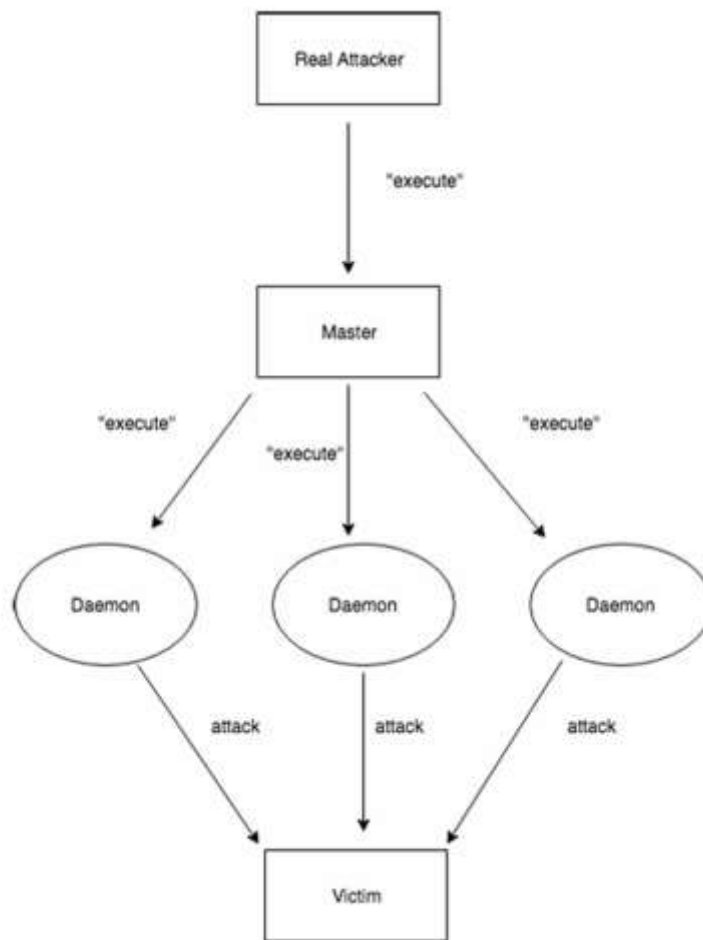 Real Attacker
"execute"
Master
"execute"
"execute"
"execute"
Daemon
Daemon
Daemon
attack
attack
attack
Victim